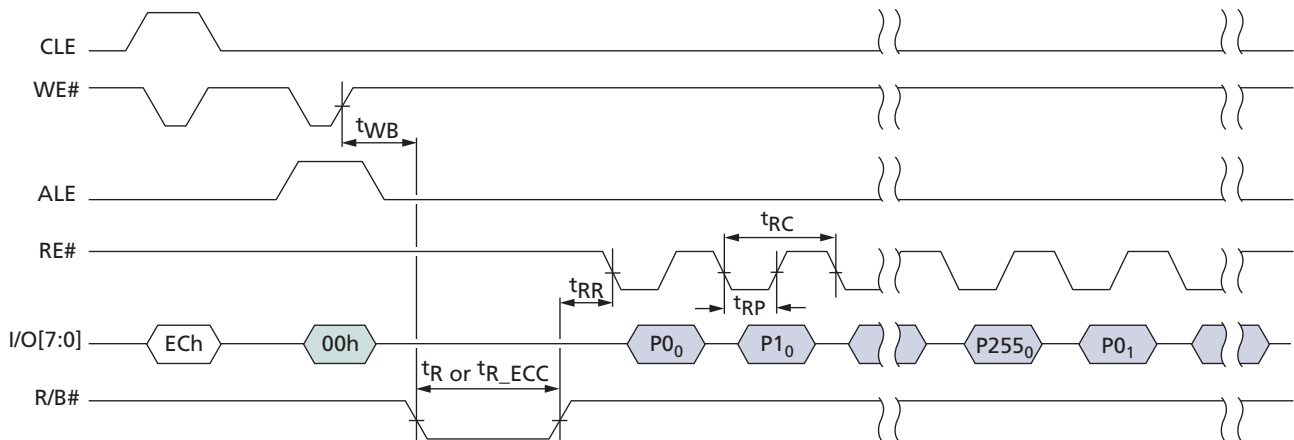 CLE
WE#
tWB
ALE
tRC
RE#
tRR
tRP
I/O[7:0]
ECh
00h
P0₀
P1₀
P255₀
P0₁
tR or tR_ECC
R/B#